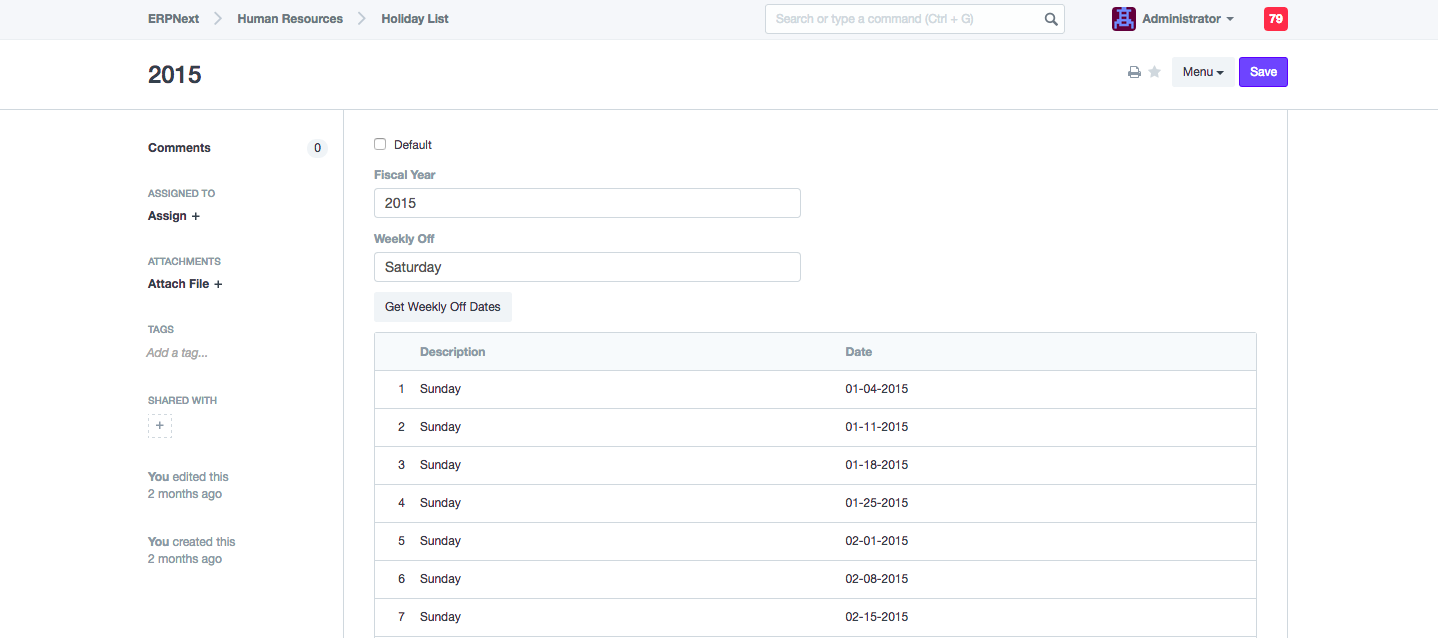 ERPNext Human Resources Holiday List Search or type a command (Ctrl + G) Administrator 79
2015 Menu Save
Comments 0
ASSIGNED TO
Assign +
ATTACHMENTS
Attach File +
TAGS
Add a tag...
SHARED WITH
+
You edited this
2 months ago
You created this
2 months ago
Default
Fiscal Year
2015
Weekly Off
Saturday
Get Weekly Off Dates
Description Date
1 Sunday 01-04-2015
2 Sunday 01-11-2015
3 Sunday 01-18-2015
4 Sunday 01-25-2015
5 Sunday 02-01-2015
6 Sunday 02-08-2015
7 Sunday 02-15-2015